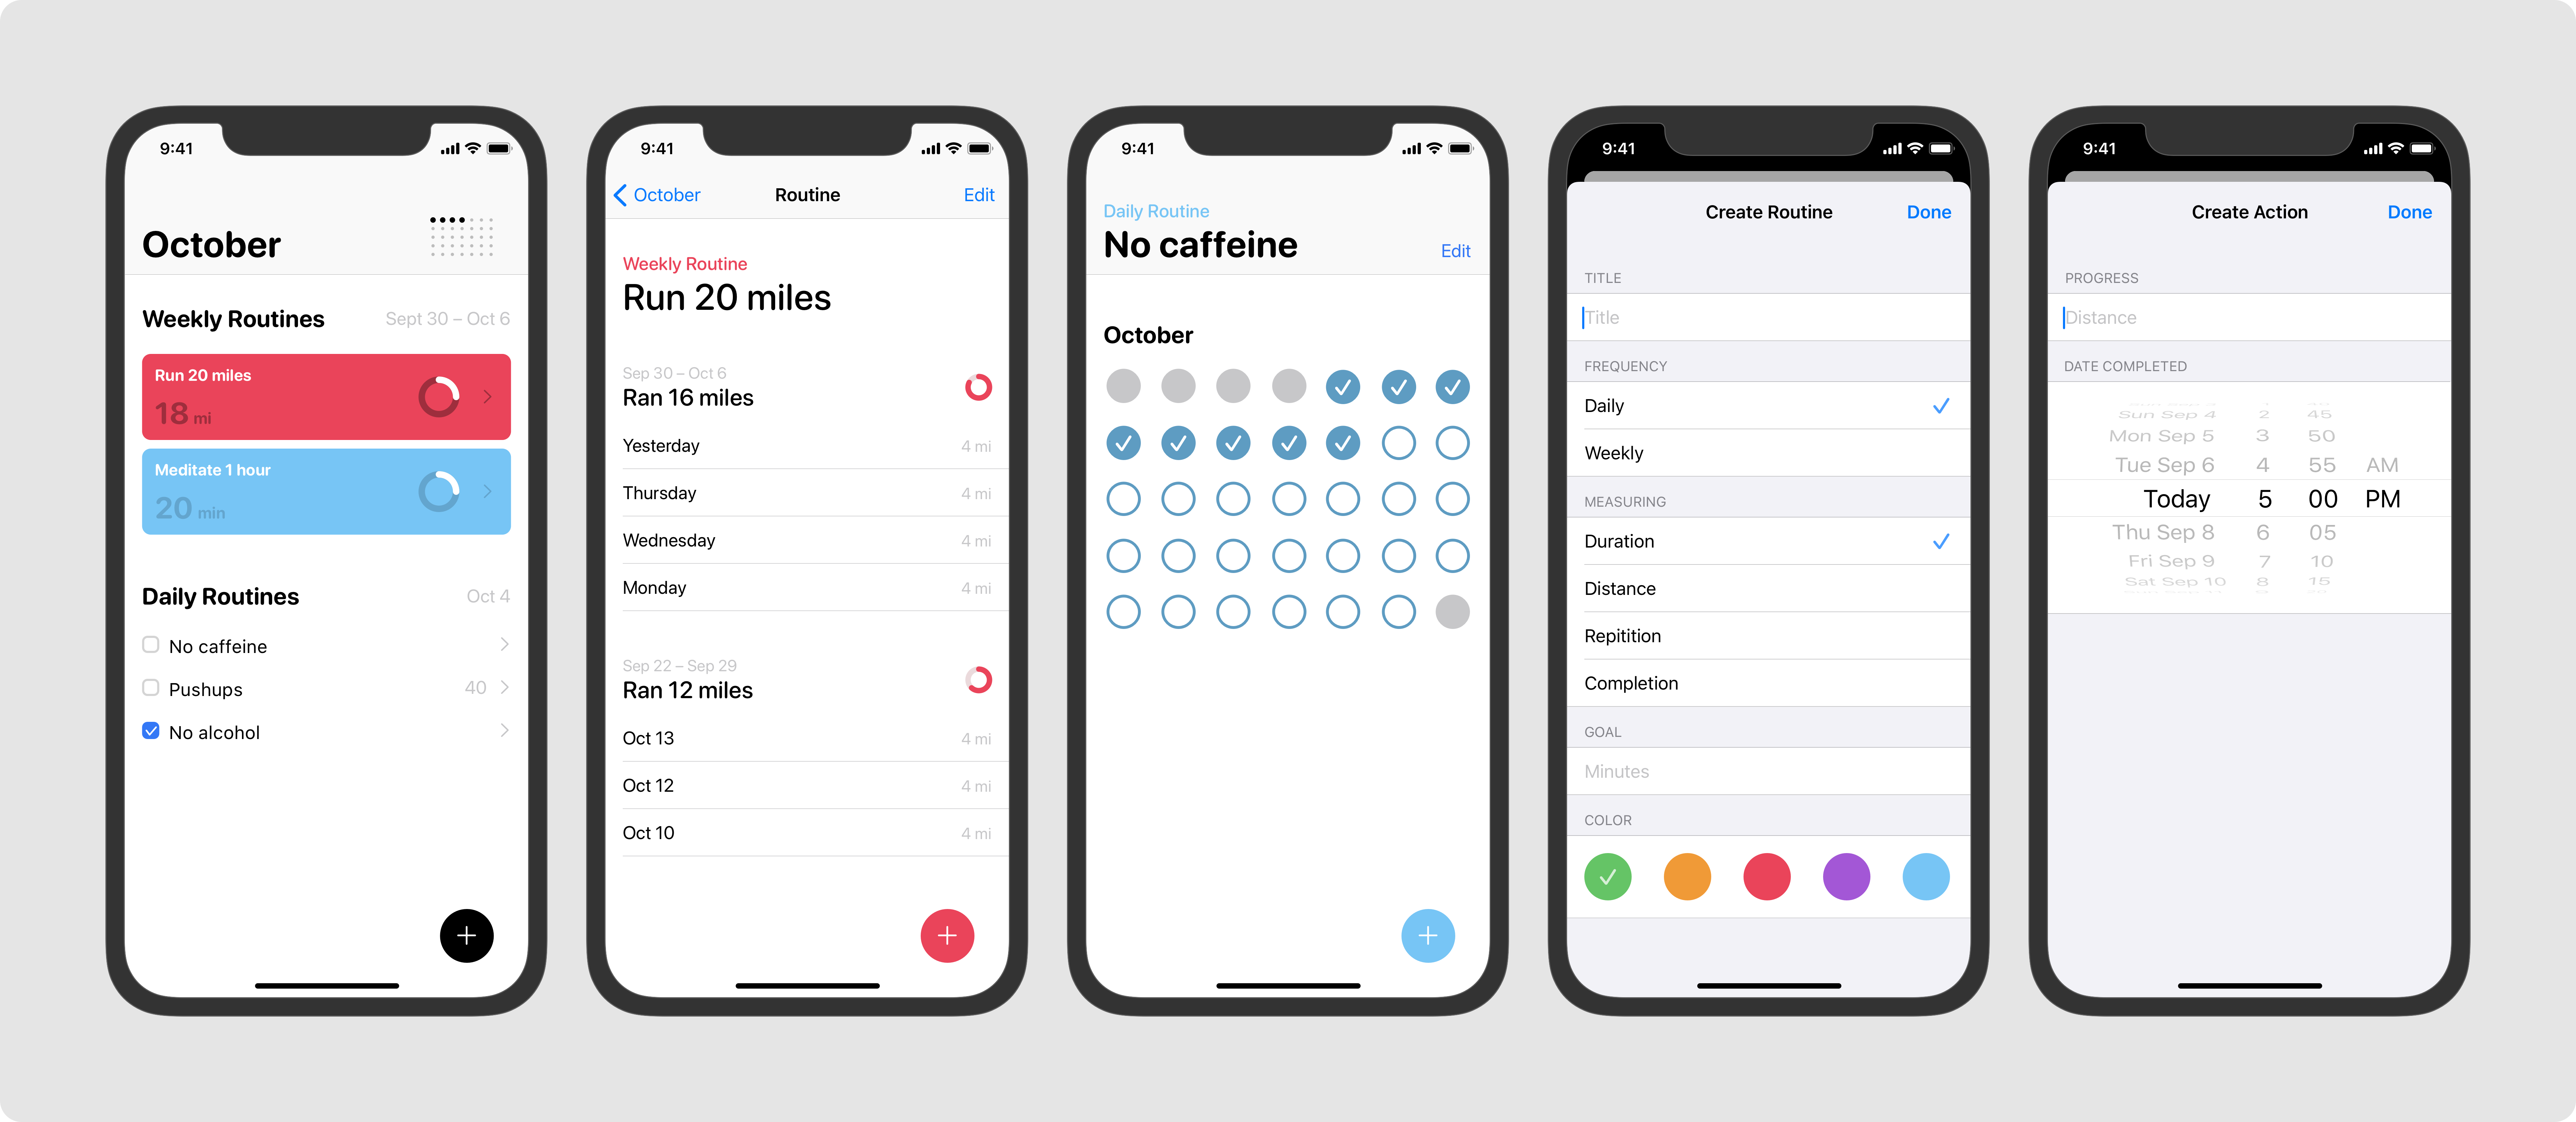 9:41
October
Weekly Routines Sept 30 – Oct 6
Run 20 miles
18 mi
Meditate 1 hour
20 min
Daily Routines Oct 4
No caffeine
Pushups 40
No alcohol
9:41
October Routine Edit
Weekly Routine
Run 20 miles
Sep 30 – Oct 6
Ran 16 miles
Yesterday 4 mi
Thursday 4 mi
Wednesday 4 mi
Monday 4 mi
Sep 22 – Sep 29
Ran 12 miles
Oct 13 4 mi
Oct 12 4 mi
Oct 10 4 mi
9:41
Daily Routine
No caffeine Edit
October
9:41
Create Routine Done
TITLE
Title
FREQUENCY
Daily
Weekly
MEASURING
Duration
Distance
Repitition
Completion
GOAL
Minutes
COLOR
9:41
Create Action Done
PROGRESS
Distance
DATE COMPLETED
Sun Sep 4 2 45
Mon Sep 5 3 50
Tue Sep 6 4 55 AM
Today 5 00 PM
Thu Sep 8 6 05
Fri Sep 9 7 10
Sat Sep 10 8 15